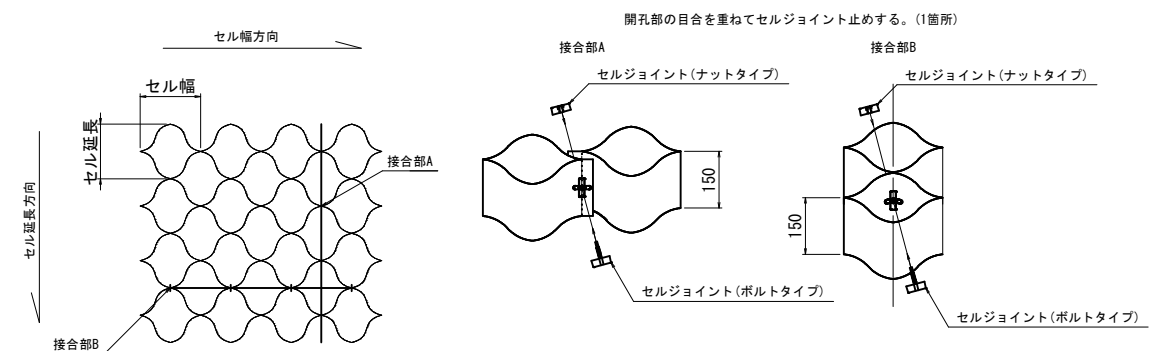 開孔部の目合を重ねてセルジョイント止めする。(1箇所)
セル幅方向
セル幅
セル延長
セル延長方向
接合部A
接合部B
接合部A
セルジョイント(ナットタイプ)
150
セルジョイント(ボルトタイプ)
接合部B
セルジョイント(ナットタイプ)
150
セルジョイント(ボルトタイプ)